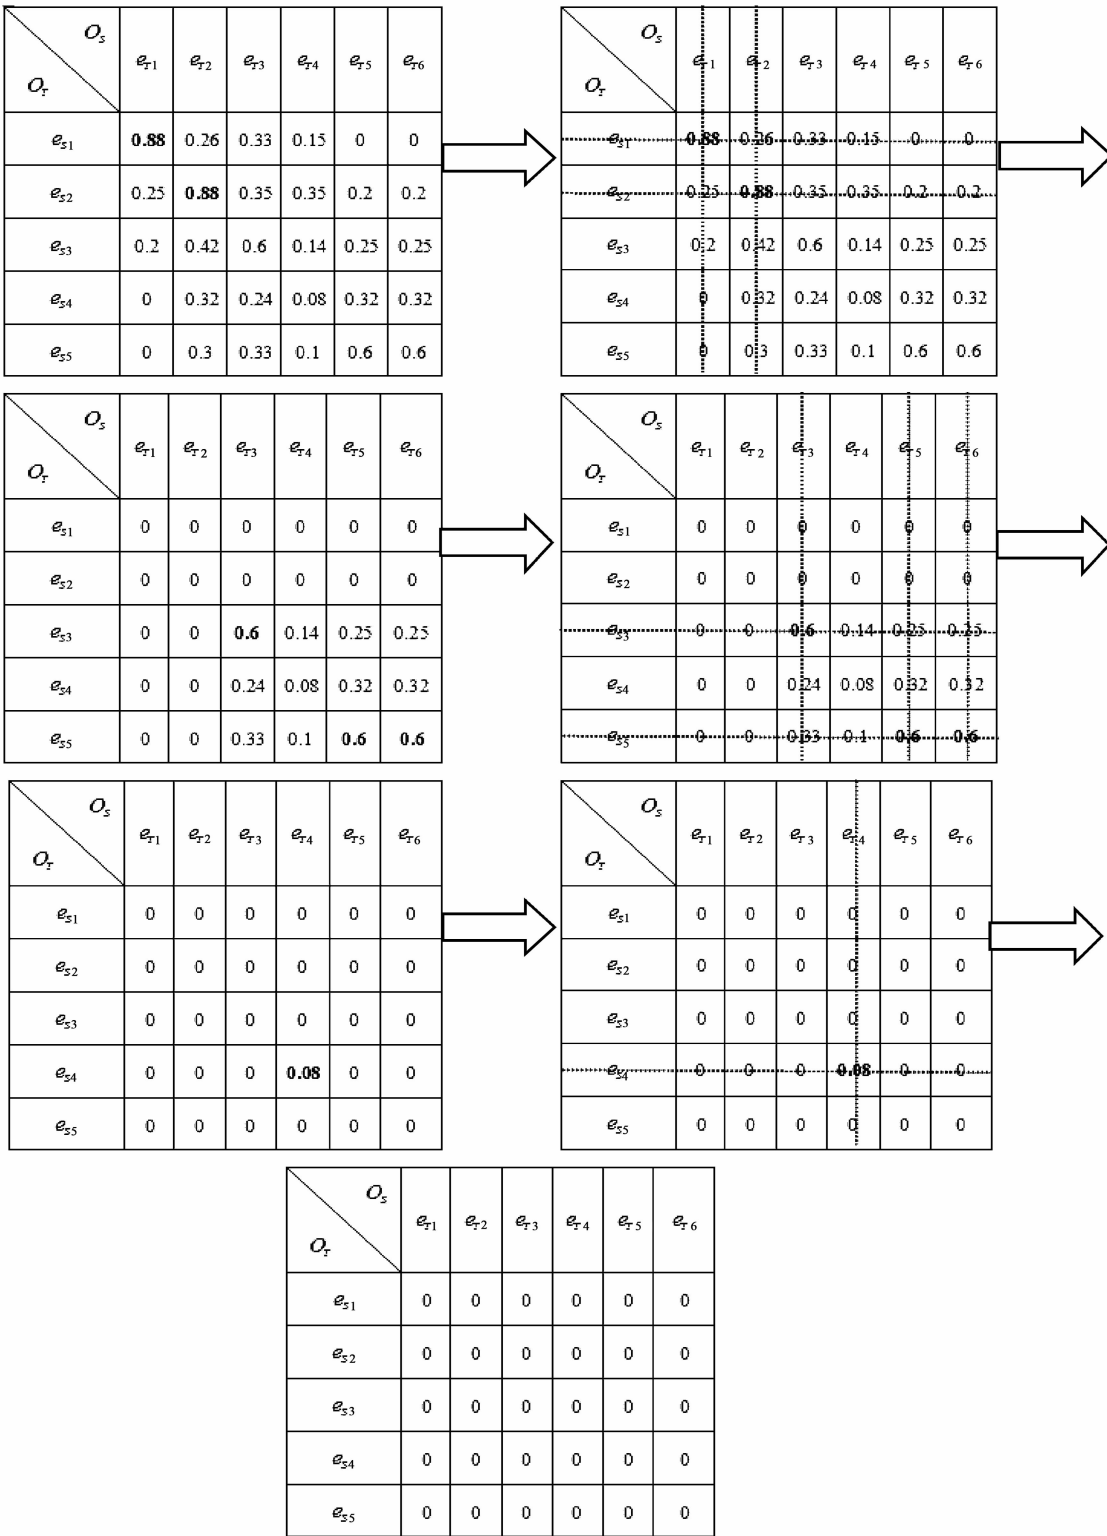 O_s
O_T e_T1 e_T2 e_T3 e_T4 e_T5 e_T6
e_s1 0.88 0.26 0.33 0.15 0 0
e_s2 0.25 0.88 0.35 0.35 0.2 0.2
e_s3 0.2 0.42 0.6 0.14 0.25 0.25
e_s4 0 0.32 0.24 0.08 0.32 0.32
e_s5 0 0.3 0.33 0.1 0.6 0.6
O_s
O_T e_T1 e_T2 e_T3 e_T4 e_T5 e_T6
e_s1 0.88 0.26 0.33 0.15 0 0
e_s2 0.25 0.88 0.35 0.35 0.2 0.2
e_s3 0.2 0.42 0.6 0.14 0.25 0.25
e_s4 0 0.32 0.24 0.08 0.32 0.32
e_s5 0 0.3 0.33 0.1 0.6 0.6
O_s
O_T e_T1 e_T2 e_T3 e_T4 e_T5 e_T6
e_s1 0 0 0 0 0 0
e_s2 0 0 0 0 0 0
e_s3 0 0 0.6 0.14 0.25 0.25
e_s4 0 0 0.24 0.08 0.32 0.32
e_s5 0 0 0.33 0.1 0.6 0.6
O_s
O_T e_T1 e_T2 e_T3 e_T4 e_T5 e_T6
e_s1 0 0 0 0 0 0
e_s2 0 0 0 0 0 0
e_s3 0 0 0.6 0.14 0.25 0.25
e_s4 0 0 0.24 0.08 0.32 0.32
e_s5 0 0 0.33 0.1 0.6 0.6
O_s
O_T e_T1 e_T2 e_T3 e_T4 e_T5 e_T6
e_s1 0 0 0 0 0 0
e_s2 0 0 0 0 0 0
e_s3 0 0 0 0 0 0
e_s4 0 0 0 0.08 0 0
e_s5 0 0 0 0 0 0
O_s
O_T e_T1 e_T2 e_T3 e_T4 e_T5 e_T6
e_s1 0 0 0 0 0 0
e_s2 0 0 0 0 0 0
e_s3 0 0 0 0 0 0
e_s4 0 0 0 0.08 0 0
e_s5 0 0 0 0 0 0
O_s
O_T e_T1 e_T2 e_T3 e_T4 e_T5 e_T6
e_s1 0 0 0 0 0 0
e_s2 0 0 0 0 0 0
e_s3 0 0 0 0 0 0
e_s4 0 0 0 0 0 0
e_s5 0 0 0 0 0 0